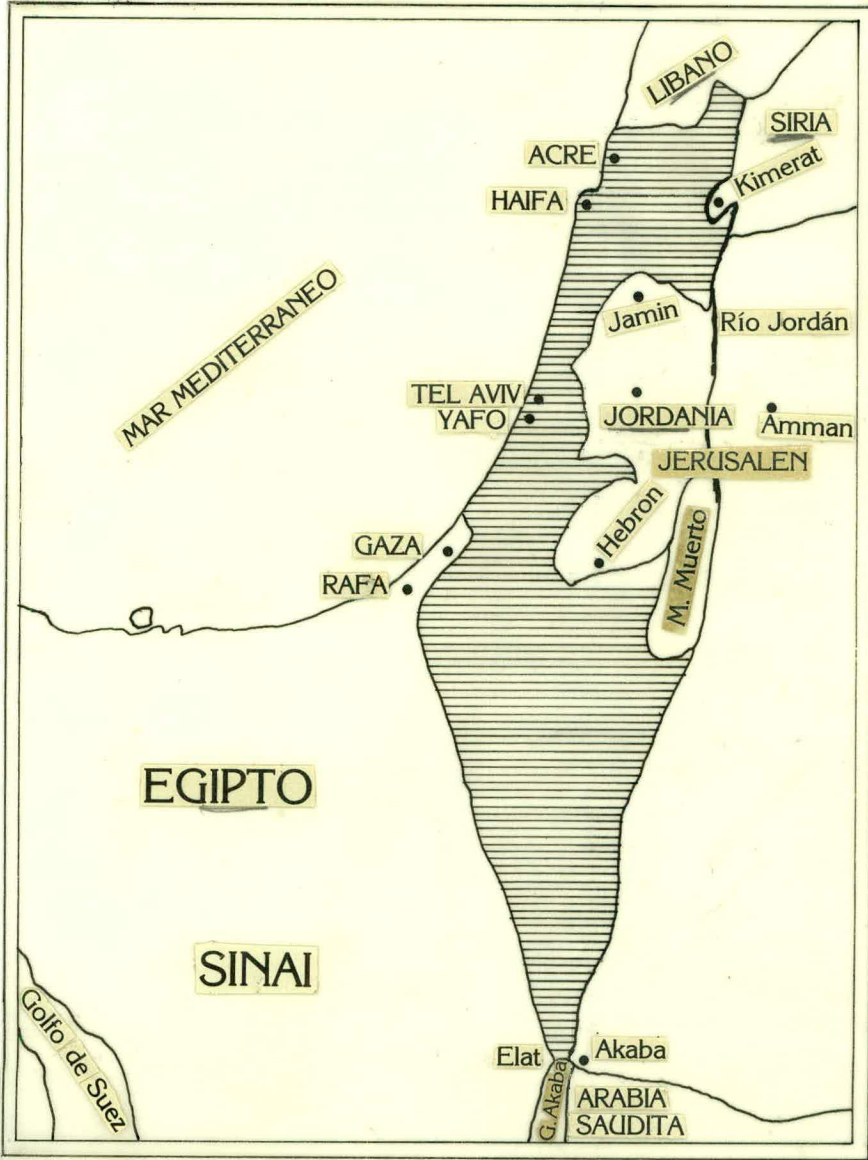 LIBANO
SIRIA
ACRE
Kimerat
HAIFA
MAR MEDITERRANEO
Jamin
Río Jordán
TEL AVIV
YAFO
JORDANIA
Amman
JERUSALEN
Hebron
GAZA
M. Muerto
RAFA
EGIPTO
SINAI
Golfo de Suez
Elat
Akaba
G. Akaba
ARABIA
SAUDITA